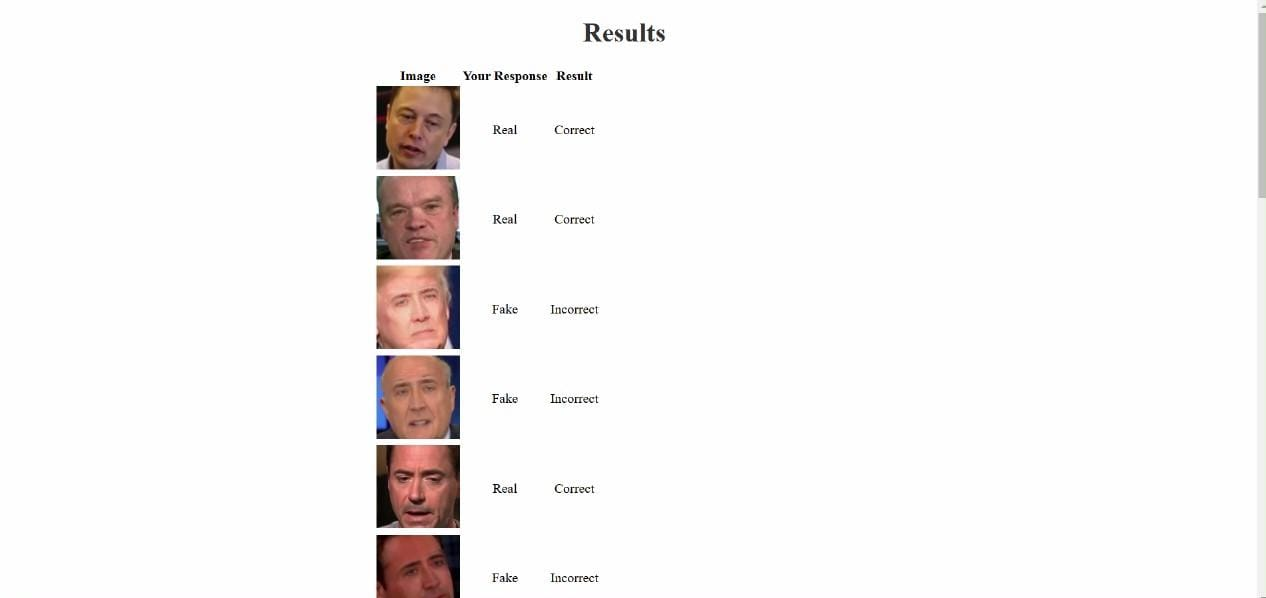 Results
Image Your Response Result
Real Correct
Real Correct
Fake Incorrect
Fake Incorrect
Real Correct
Fake Incorrect